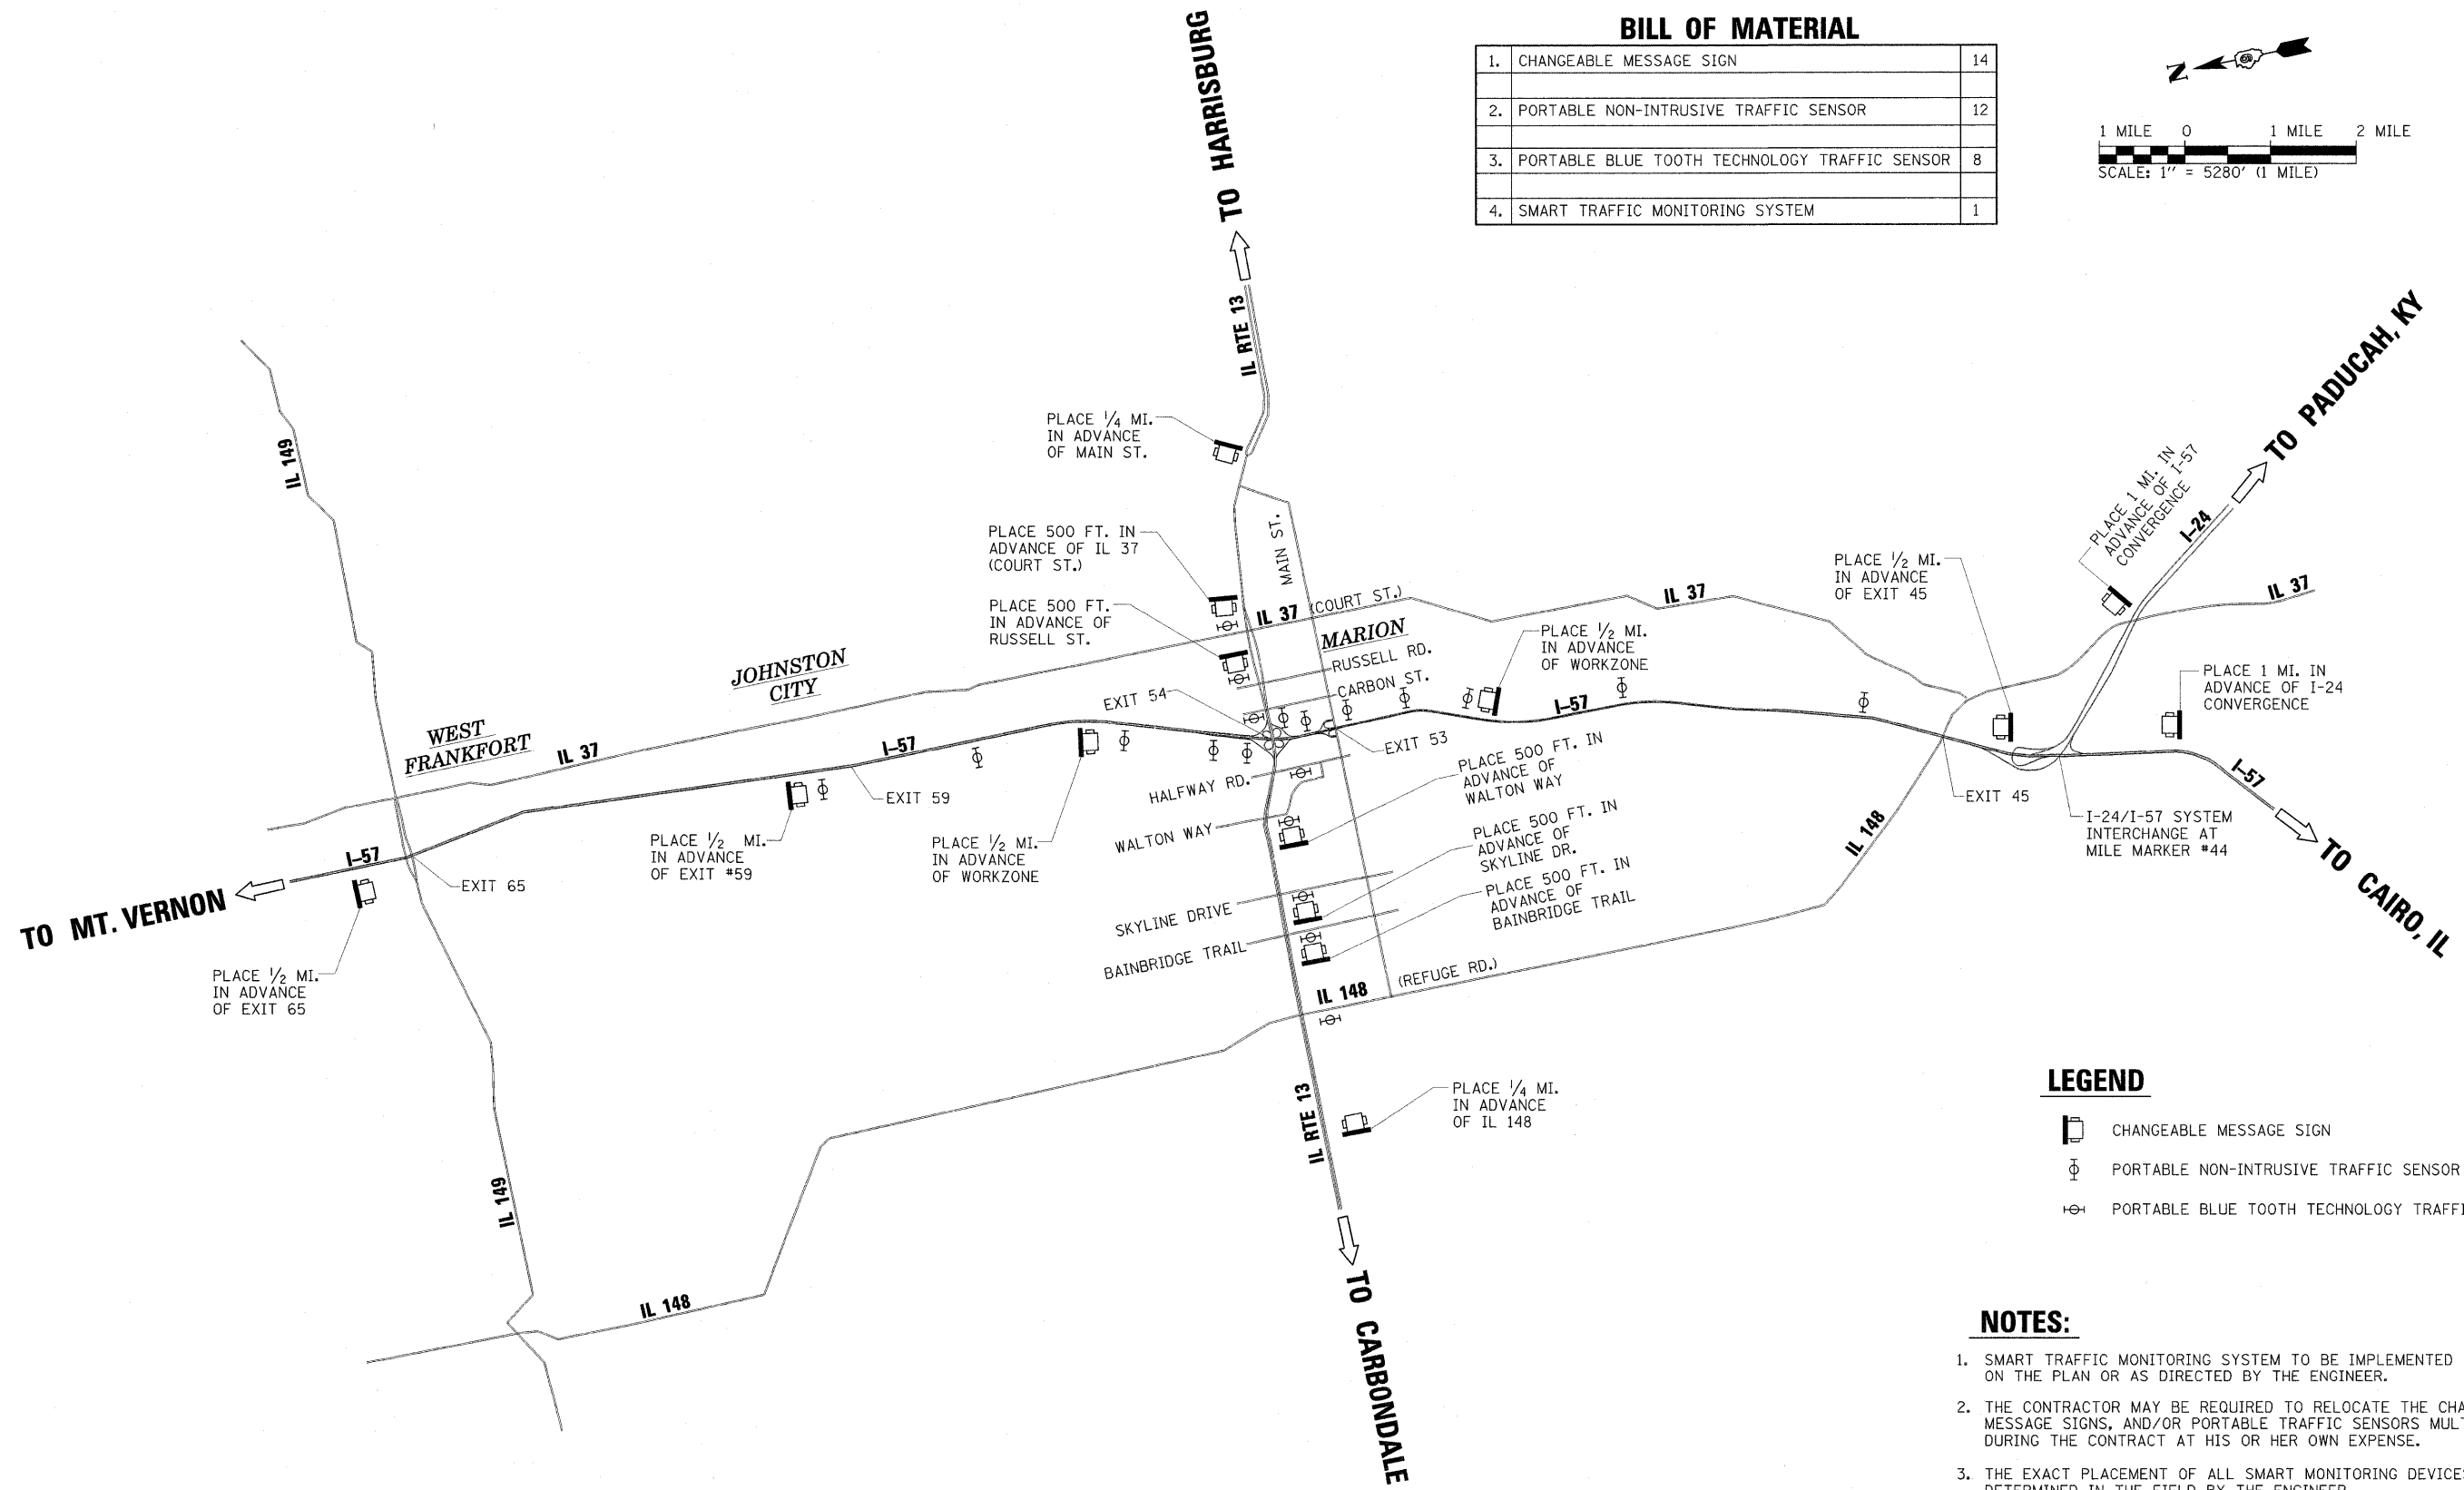 BILL OF MATERIAL
1. CHANGEABLE MESSAGE SIGN 14
2. PORTABLE NON-INTRUSIVE TRAFFIC SENSOR 12
3. PORTABLE BLUE TOOTH TECHNOLOGY TRAFFIC SENSOR 8
4. SMART TRAFFIC MONITORING SYSTEM 1
N
1 MILE 0 1 MILE 2 MILE
SCALE: 1" = 5280' (1 MILE)
TO HARRISBURG
IL RTE 13
PLACE 1/4 MI.
IN ADVANCE
OF MAIN ST.
PLACE 500 FT. IN
ADVANCE OF IL 37
(COURT ST.)
PLACE 500 FT.
IN ADVANCE OF
RUSSELL ST.
MAIN ST.
IL 37 (COURT ST.)
MARION
RUSSELL RD.
CARBON ST.
EXIT 54
EXIT 53
IL 149
JOHNSTON
CITY
WEST
FRANKFORT
IL 37
I-57
EXIT 59
I-57
EXIT 65
TO MT. VERNON
PLACE 1/2 MI.
IN ADVANCE
OF EXIT 65
PLACE 1/2 MI.
IN ADVANCE
OF EXIT #59
PLACE 1/2 MI.
IN ADVANCE
OF WORKZONE
PLACE 1/2 MI.
IN ADVANCE
OF WORKZONE
I-57
IL 37
PLACE 1/2 MI.
IN ADVANCE
OF EXIT 45
PLACE 1 MI. IN
ADVANCE OF I-57
CONVERGENCE
I-24
TO PADUCAH, KY
IL 37
PLACE 1 MI. IN
ADVANCE OF I-24
CONVERGENCE
I-57
EXIT 45
I-24/I-57 SYSTEM
INTERCHANGE AT
MILE MARKER #44
TO CAIRO, IL
IL 148
HALFWAY RD.
WALTON WAY
PLACE 500 FT. IN
ADVANCE OF
WALTON WAY
PLACE 500 FT. IN
ADVANCE OF
SKYLINE DR.
PLACE 500 FT. IN
ADVANCE OF
BAINBRIDGE TRAIL
SKYLINE DRIVE
BAINBRIDGE TRAIL
IL 148 (REFUGE RD.)
IL RTE 13
PLACE 1/4 MI.
IN ADVANCE
OF IL 148
TO CARBONDALE
IL 149
IL 148
LEGEND
CHANGEABLE MESSAGE SIGN
PORTABLE NON-INTRUSIVE TRAFFIC SENSOR
PORTABLE BLUE TOOTH TECHNOLOGY TRAFFI
NOTES:
1. SMART TRAFFIC MONITORING SYSTEM TO BE IMPLEMENTED
ON THE PLAN OR AS DIRECTED BY THE ENGINEER.
2. THE CONTRACTOR MAY BE REQUIRED TO RELOCATE THE CHA
MESSAGE SIGNS, AND/OR PORTABLE TRAFFIC SENSORS MUL
DURING THE CONTRACT AT HIS OR HER OWN EXPENSE.
3. THE EXACT PLACEMENT OF ALL SMART MONITORING DEVICES
DETERMINED IN THE FIELD BY THE ENGINEER